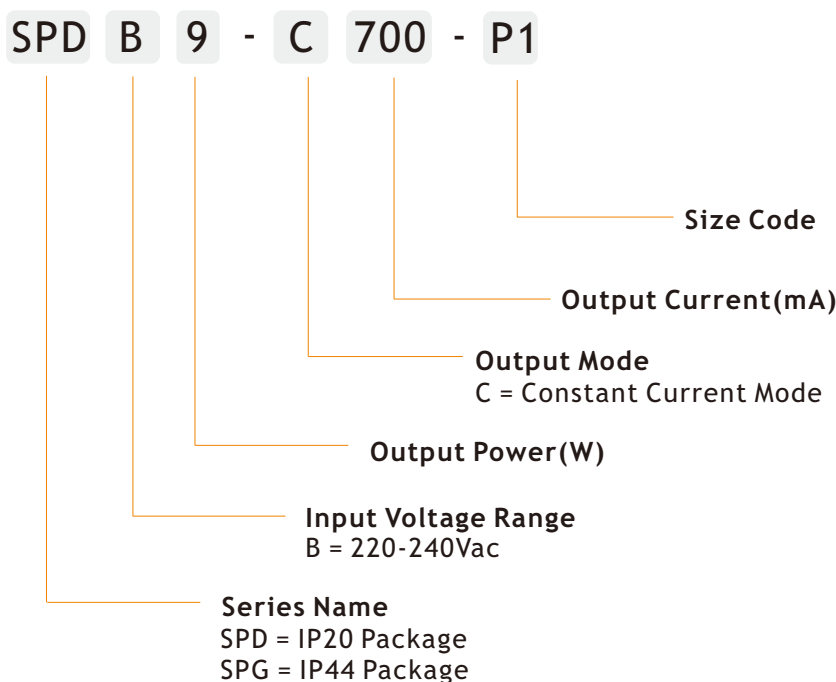 SPD B 9 - C 700 - P1
Size Code
Output Current(mA)
Output Mode
C = Constant Current Mode
Output Power(W)
Input Voltage Range
B = 220-240Vac
Series Name
SPD = IP20 Package
SPG = IP44 Package